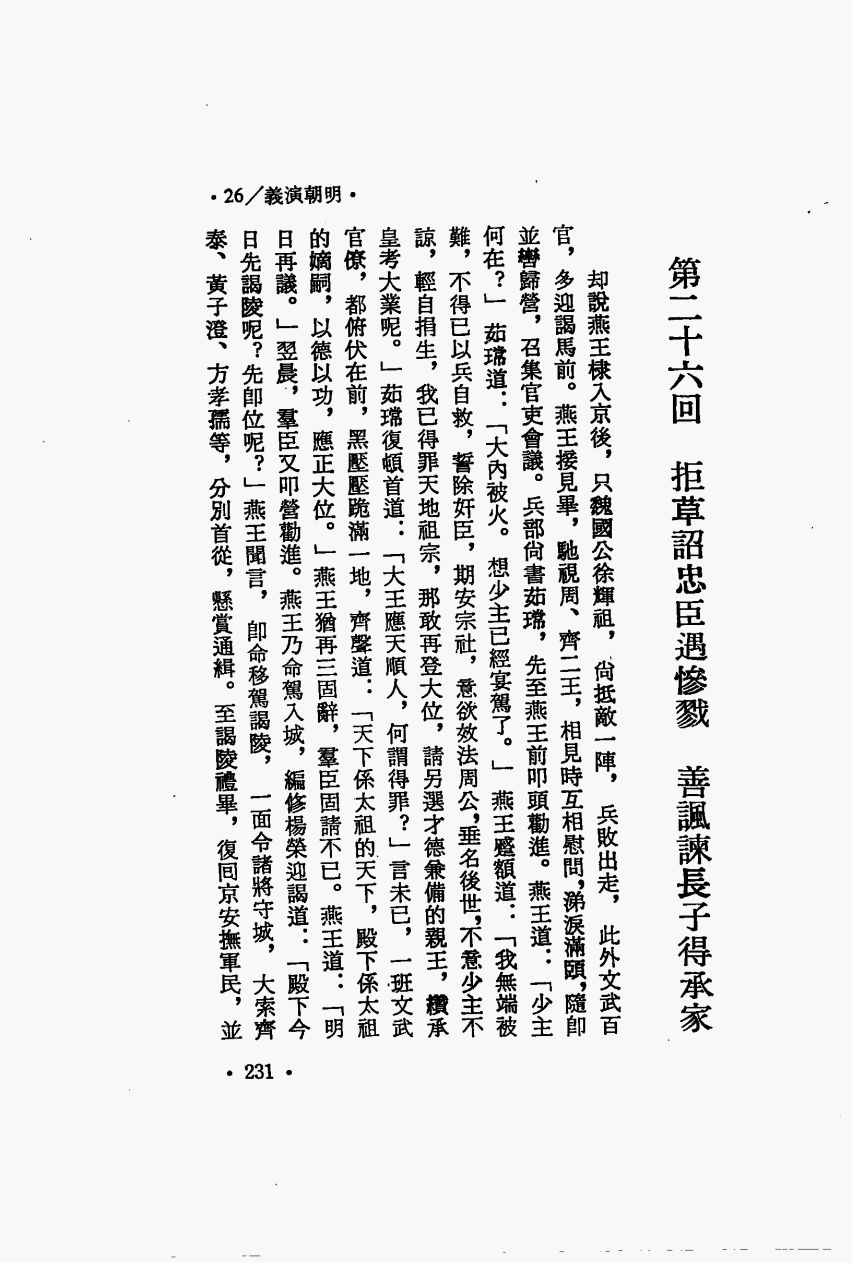 ·26／義演朝明·
第二十六回　拒草詔忠臣遇慘戮　善諷諫長子得承家
却說燕王棣入京後，只魏國公徐輝祖，尙抵敵一陣，兵敗出走，此外文武百
官，多迎謁馬前。燕王接見畢，馳視周、齊二王，相見時互相慰問，涕淚滿頤，隨卽
並轡歸營，召集官吏會議。兵部尙書茹瑺，先至燕王前叩頭勸進。燕王道：「少主
何在？」茹瑺道：「大內被火。想少主已經宴駕了。」燕王蹙額道：「我無端被
難，不得已以兵自救，誓除奸臣，期安宗社，意欲效法周公，垂名後世，不意少主不
諒，輕自捐生，我已得罪天地祖宗，那敢再登大位，請另選才德兼備的親王，纘承
皇考大業呢。」茹瑺復頓首道：「大王應天順人，何謂得罪？」言未已，一班文武
官僚，都俯伏在前，黑壓壓跪滿一地，齊聲道：「天下係太祖的天下，殿下係太祖
的嫡嗣，以德以功，應正大位。」燕王猶再三固辭，羣臣固請不已。燕王道：「明
日再議。」翌晨，羣臣又叩營勸進。燕王乃命駕入城，編修楊榮迎謁道：「殿下今
日先謁陵呢？先卽位呢？」燕王聞言，卽命移駕謁陵，一面令諸將守城，大索齊
泰、黃子澄、方孝孺等，分別首從，懸賞通緝。至謁陵禮畢，復回京安撫軍民，並
·231·